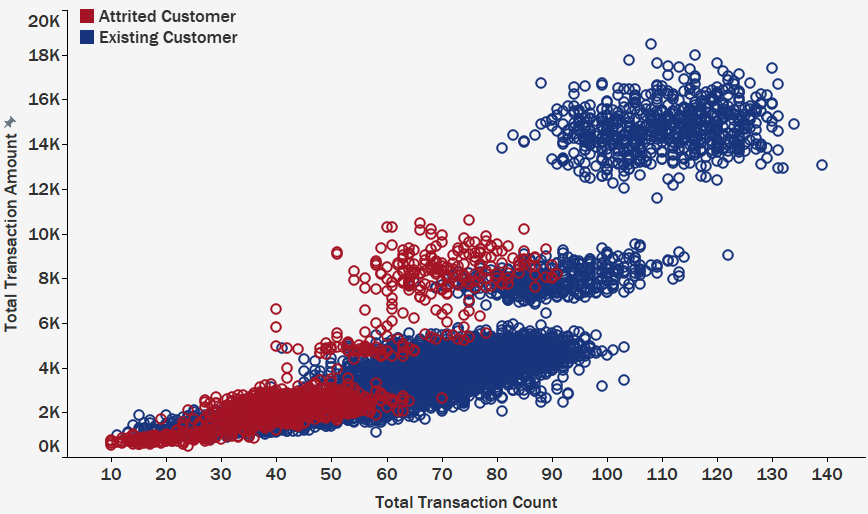 Attrited Customer
Existing Customer
20K
18K
16K
14K
12K
10K
8K
6K
4K
2K
0K
Total Transaction Amount
10 20 30 40 50 60 70 80 90 100 110 120 130 140
Total Transaction Count